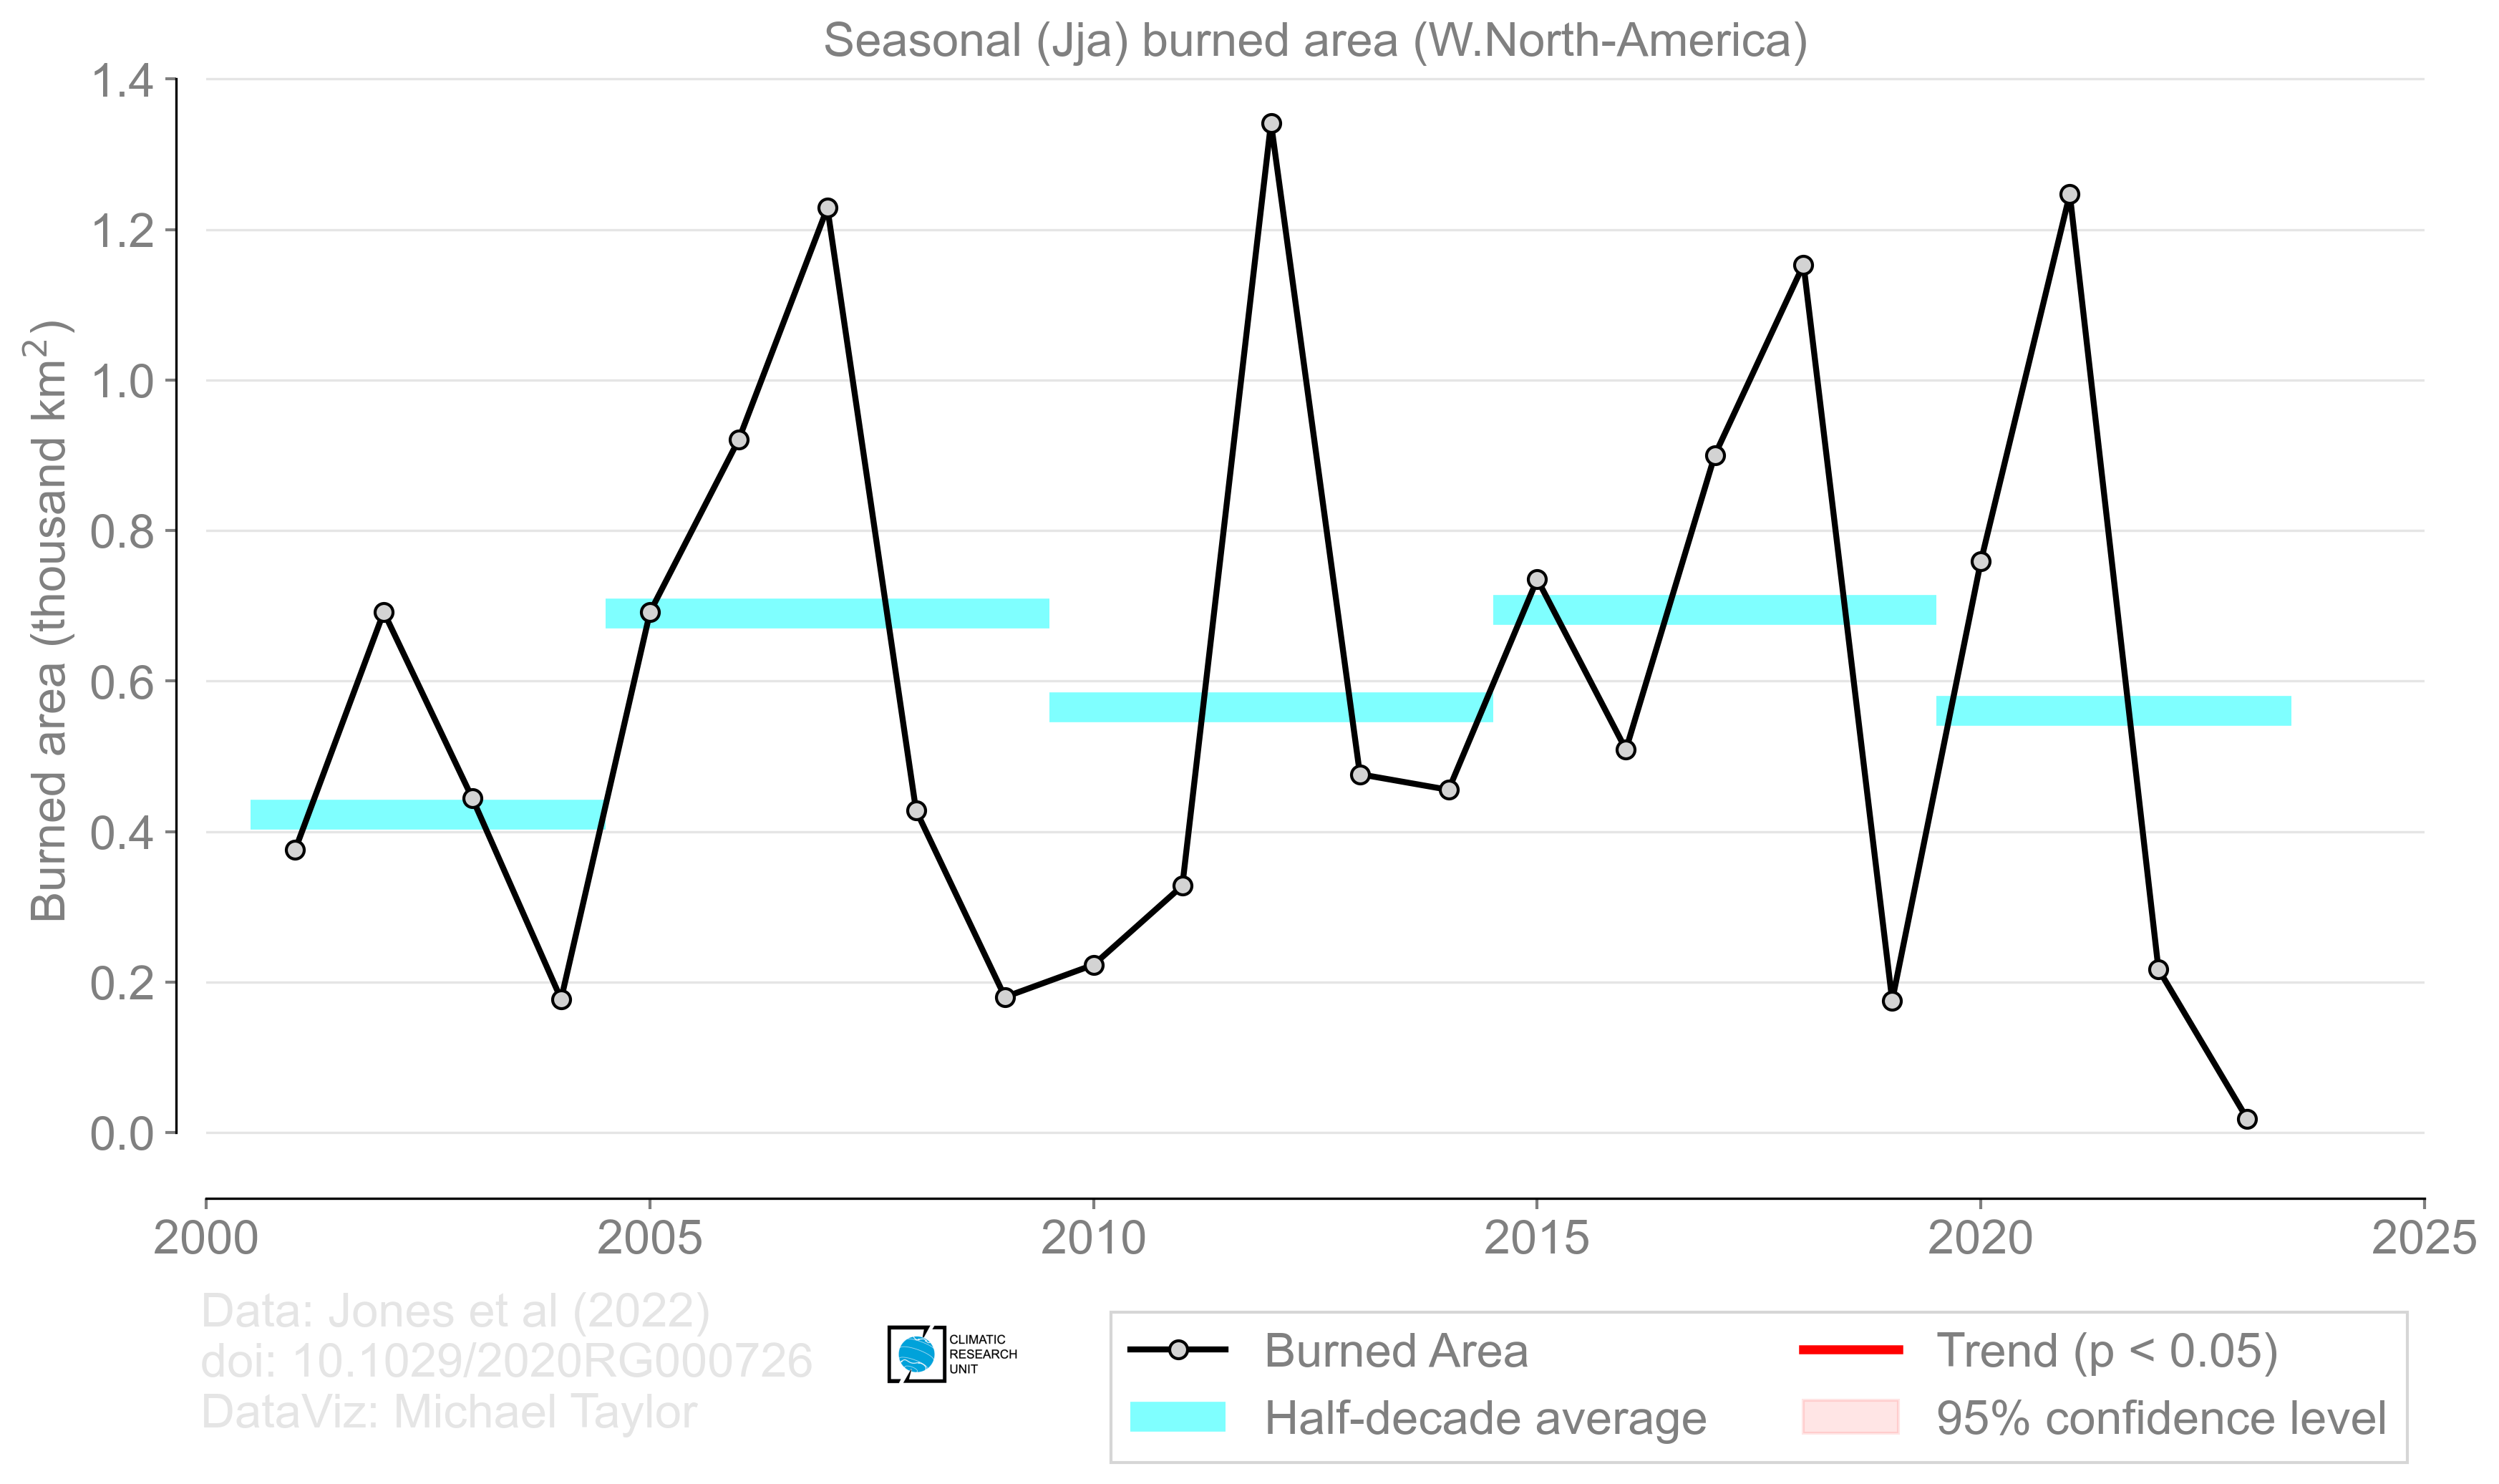 Seasonal (Jja) burned area (W.North-America)
Burned area (thousand km²)
1.4
1.2
1.0
0.8
0.6
0.4
0.2
0.0
2000 2005 2010 2015 2020 2025
Data: Jones et al (2022)
doi: 10.1029/2020RG000726
DataViz: Michael Taylor
CLIMATIC
RESEARCH
UNIT
Burned Area
Half-decade average
Trend (p < 0.05)
95% confidence level